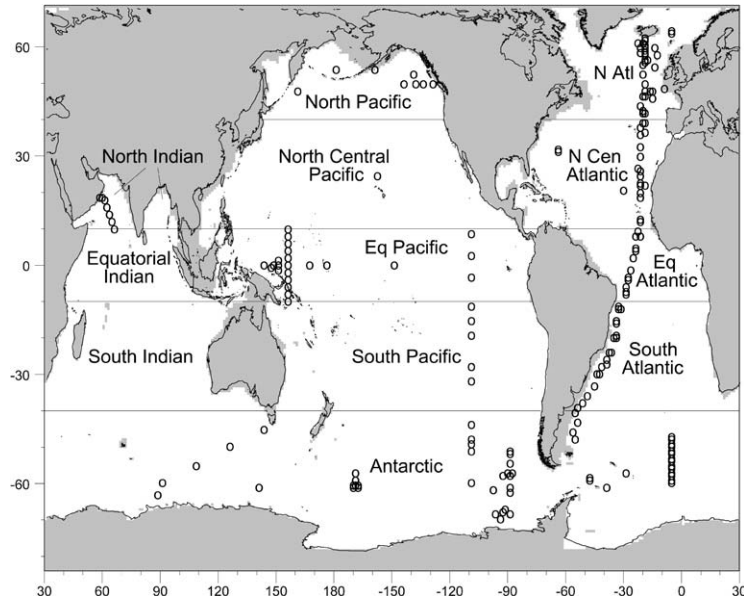 60
N Atl
North Pacific
30
North Indian
North Central
Pacific
N Cen
Atlantic
0
Equatorial
Indian
Eq Pacific
Eq
Atlantic
South Indian
South Pacific
South
Atlantic
-30
Antarctic
-60
30 60 90 120 150 180 -150 -120 -90 -60 -30 0 30